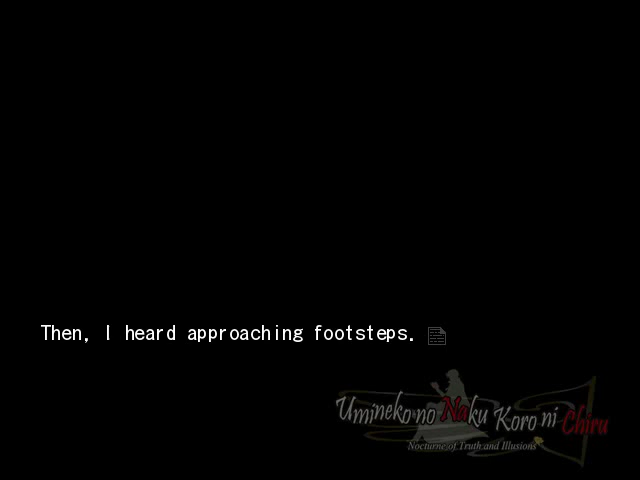 Then, I heard approaching footsteps.
Umineko no Naku Koro ni Chiru
Nocturne of Truth and Illusions